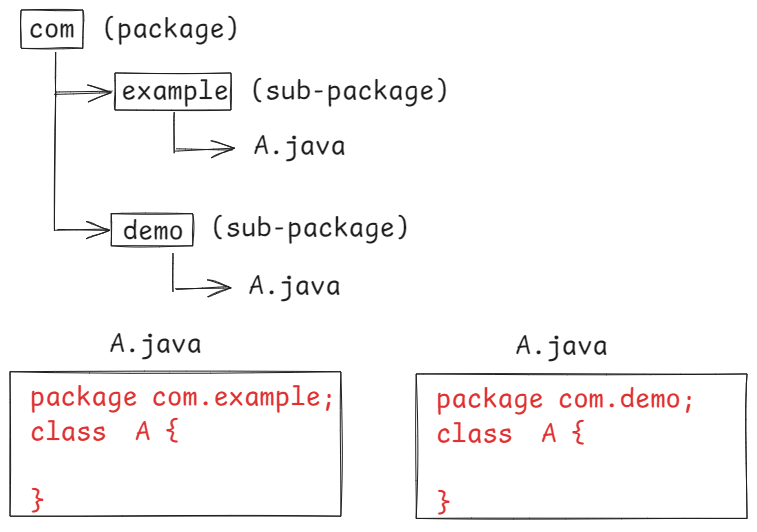 com (package)
example (sub-package)
A.java
demo (sub-package)
A.java
A.java
package com.example;
class A {
}
A.java
package com.demo;
class A {
}